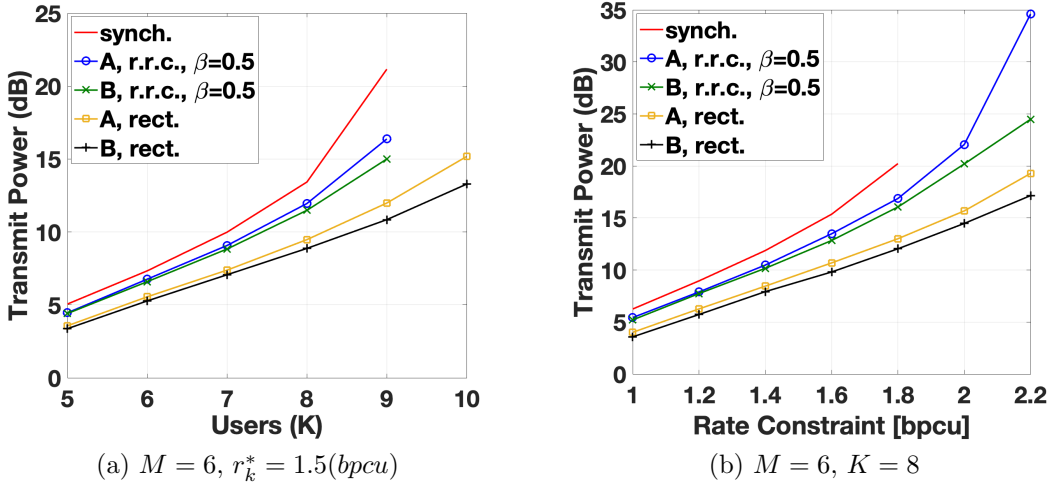 25
20
15
10
5
0
Transmit Power (dB)
synch.
A, r.r.c., β=0.5
B, r.r.c., β=0.5
A, rect.
B, rect.
5 6 7 8 9 10
Users (K)
(a) M = 6, r*k = 1.5(bpcu)
35
30
25
20
15
10
5
0
Transmit Power (dB)
synch.
A, r.r.c., β=0.5
B, r.r.c., β=0.5
A, rect.
B, rect.
1 1.2 1.4 1.6 1.8 2 2.2
Rate Constraint [bpcu]
(b) M = 6, K = 8